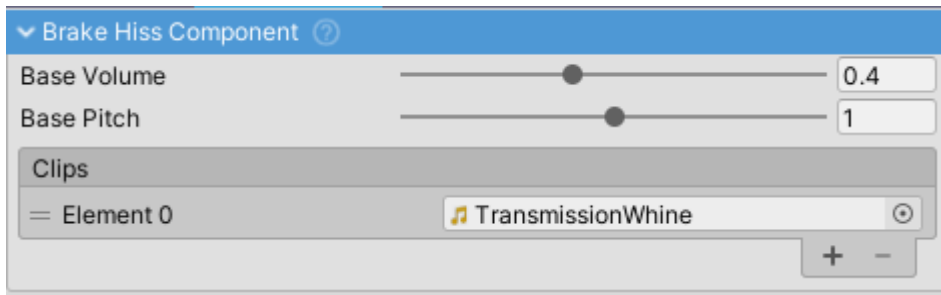 Brake Hiss Component ?
Base Volume 0.4
Base Pitch 1
Clips
= Element 0 TransmissionWhine
+ −